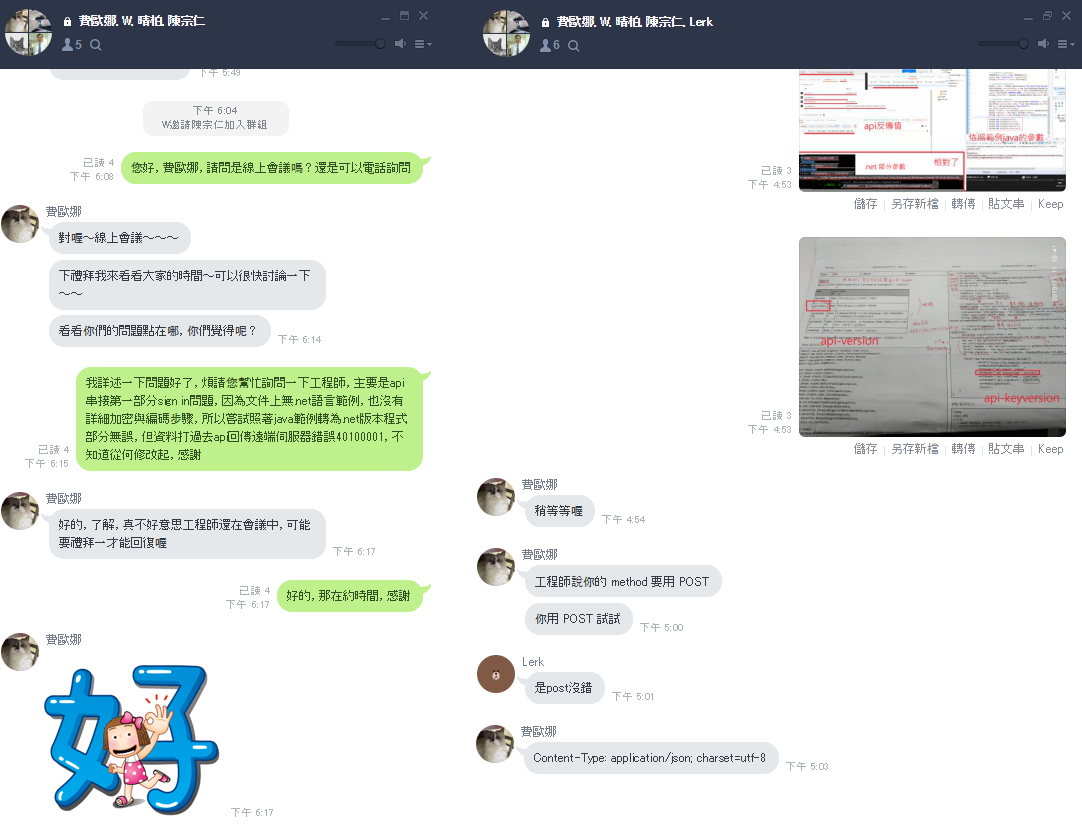 費歐娜, W, 晴柏, 陳宗仁
5
下午 5:49
下午 6:04
W邀請陳宗仁加入群組
已讀 4
下午 6:08
您好, 費歐娜, 請問是線上會議嗎？還是可以電話詢問
費歐娜
對喔～線上會議～～～
下禮拜我來看看大家的時間～可以很快討論一下
～～
看看你們的問題點在哪, 你們覺得呢？
下午 6:14
我詳述一下問題好了, 煩請您幫忙詢問一下工程師, 主要是api
串接第一部分sign in問題, 因為文件上無.net語言範例, 也沒有
詳細加密與編碼步驟, 所以嘗試照著java範例轉為.net版本程式
部分無誤, 但資料打過去api回傳遠端伺服器錯誤40100001, 不
知道從何修改起, 感謝
已讀 4
下午 6:15
費歐娜
好的, 了解, 真不好意思工程師還在會議中, 可能
要禮拜一才能回復喔
下午 6:17
已讀 4
下午 6:17
好的, 那在約時間, 感謝
費歐娜
好
下午 6:17
費歐娜, W, 晴柏, 陳宗仁, Lerk
6
api反傳值
依照範例java的參數
.net 部分參數
相對了
已讀 3
下午 4:53
儲存 | 另存新檔 | 轉傳 | 貼文串 | Keep
api-version
api-keyversion
已讀 3
下午 4:53
儲存 | 另存新檔 | 轉傳 | 貼文串 | Keep
費歐娜
稍等等喔
下午 4:54
費歐娜
工程師說你的 method 要用 POST
你用 POST 試試
下午 5:00
Lerk
是post沒錯
下午 5:01
費歐娜
Content-Type: application/json; charset=utf-8
下午 5:03